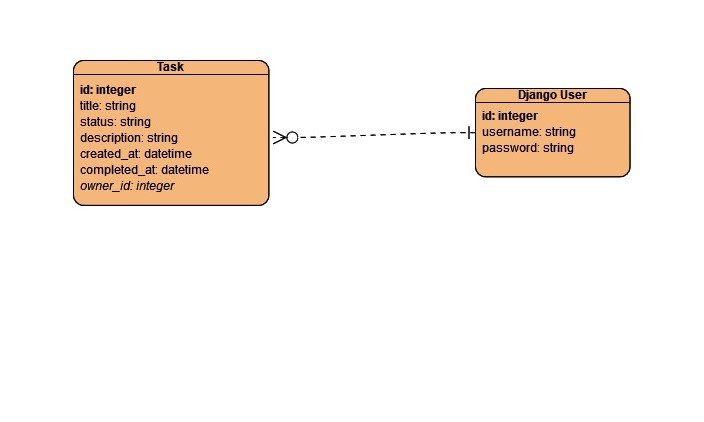 Task
id: integer
title: string
status: string
description: string
created_at: datetime
completed_at: datetime
owner_id: integer
Django User
id: integer
username: string
password: string